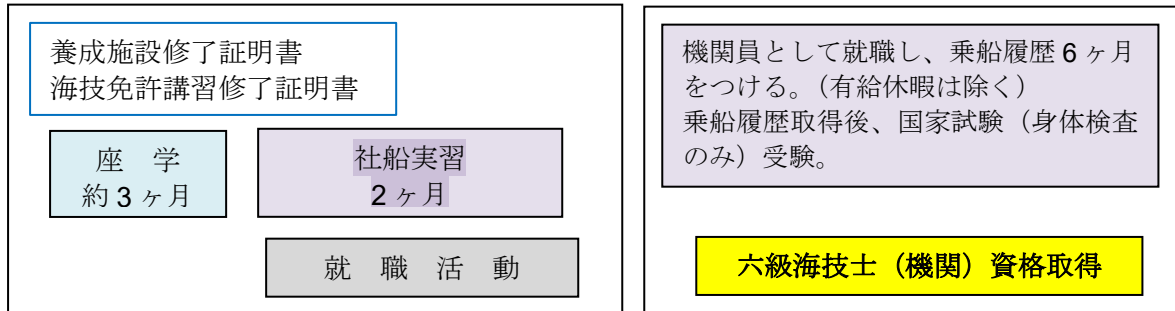 養成施設修了証明書
海技免許講習修了証明書
座 学
約 3 ヶ月
社船実習
2 ヶ月
就 職 活 動
機関員として就職し、乗船履歴 6 ヶ月
をつける。（有給休暇は除く）
乗船履歴取得後、国家試験（身体検査
のみ）受験。
六級海技士（機関）資格取得